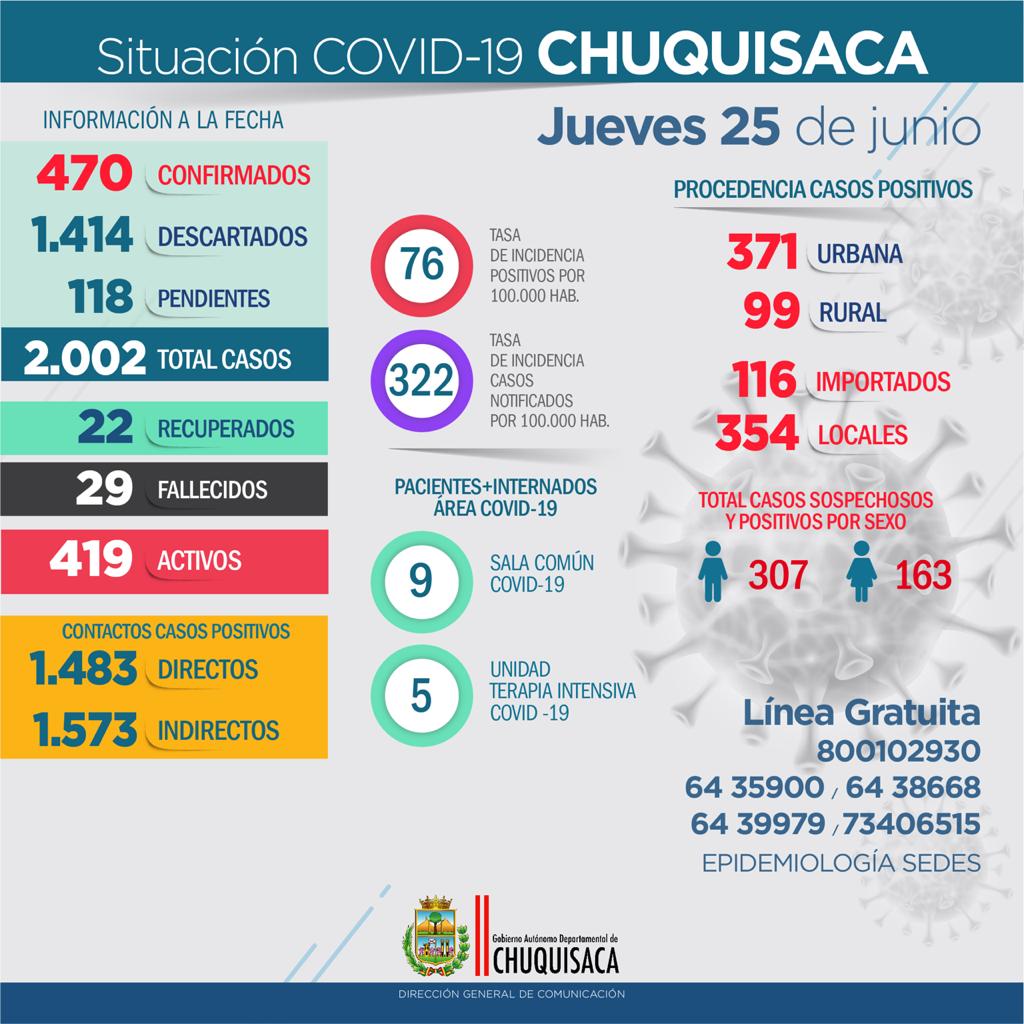 Situación COVID-19 CHUQUISACA
INFORMACIÓN A LA FECHA
470 CONFIRMADOS
1.414 DESCARTADOS
118 PENDIENTES
2.002 TOTAL CASOS
22 RECUPERADOS
29 FALLECIDOS
419 ACTIVOS
CONTACTOS CASOS POSITIVOS
1.483 DIRECTOS
1.573 INDIRECTOS
Jueves 25 de junio
76
TASA
DE INCIDENCIA
POSITIVOS POR
100.000 HAB.
322
TASA
DE INCIDENCIA
CASOS
NOTIFICADOS
POR 100.000 HAB.
PACIENTES+INTERNADOS
ÁREA COVID-19
9
SALA COMÚN
COVID-19
5
UNIDAD
TERAPIA INTENSIVA
COVID -19
PROCEDENCIA CASOS POSITIVOS
371 URBANA
99 RURAL
116 IMPORTADOS
354 LOCALES
TOTAL CASOS SOSPECHOSOS
Y POSITIVOS POR SEXO
307 163
Línea Gratuita
800102930
64 35900 / 64 38668
64 39979 / 73406515
EPIDEMIOLOGÍA SEDES
Gobierno Autónomo Departamental de
CHUQUISACA
DIRECCIÓN GENERAL DE COMUNICACIÓN